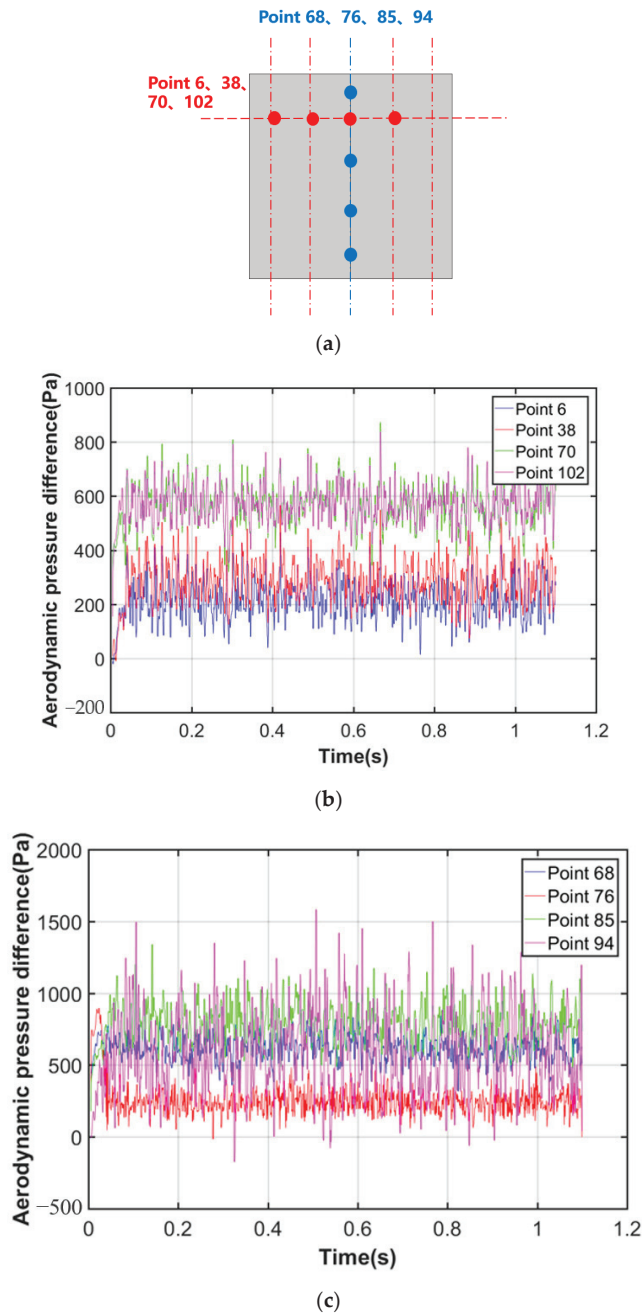 Point 68、76、85、94
Point 6、38、
70、102
(a)
Aerodynamic pressure difference(Pa)
1000
800
600
400
200
0
−200
Point 6
Point 38
Point 70
Point 102
0 0.2 0.4 0.6 0.8 1 1.2
Time(s)
(b)
Aerodynamic pressure difference(Pa)
2000
1500
1000
500
0
−500
Point 68
Point 76
Point 85
Point 94
0 0.2 0.4 0.6 0.8 1 1.2
Time(s)
(c)